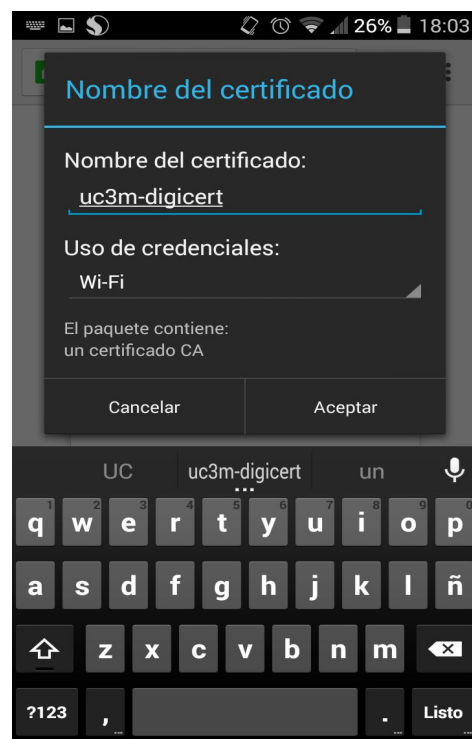 26% 18:03
Nombre del certificado
Nombre del certificado:
uc3m-digicert
Uso de credenciales:
Wi-Fi
El paquete contiene:
un certificado CA
Cancelar Aceptar
UC uc3m-digicert un
1 2 3 4 5 6 7 8 9 0
q w e r t y u i o p
a s d f g h j k l ñ
z x c v b n m
?123 , . Listo